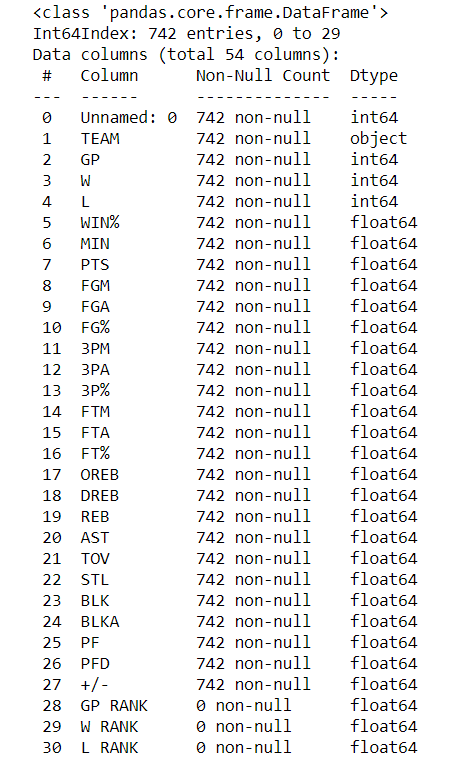 <class 'pandas.core.frame.DataFrame'>
Int64Index: 742 entries, 0 to 29
Data columns (total 54 columns):
 #   Column      Non-Null Count  Dtype
---  ------      --------------  -----
 0   Unnamed: 0  742 non-null    int64
 1   TEAM        742 non-null    object
 2   GP          742 non-null    int64
 3   W           742 non-null    int64
 4   L           742 non-null    int64
 5   WIN%        742 non-null    float64
 6   MIN         742 non-null    float64
 7   PTS         742 non-null    float64
 8   FGM         742 non-null    float64
 9   FGA         742 non-null    float64
 10  FG%         742 non-null    float64
 11  3PM         742 non-null    float64
 12  3PA         742 non-null    float64
 13  3P%         742 non-null    float64
 14  FTM         742 non-null    float64
 15  FTA         742 non-null    float64
 16  FT%         742 non-null    float64
 17  OREB        742 non-null    float64
 18  DREB        742 non-null    float64
 19  REB         742 non-null    float64
 20  AST         742 non-null    float64
 21  TOV         742 non-null    float64
 22  STL         742 non-null    float64
 23  BLK         742 non-null    float64
 24  BLKA        742 non-null    float64
 25  PF          742 non-null    float64
 26  PFD         742 non-null    float64
 27  +/-         742 non-null    float64
 28  GP RANK     0 non-null      float64
 29  W RANK      0 non-null      float64
 30  L RANK      0 non-null      float64